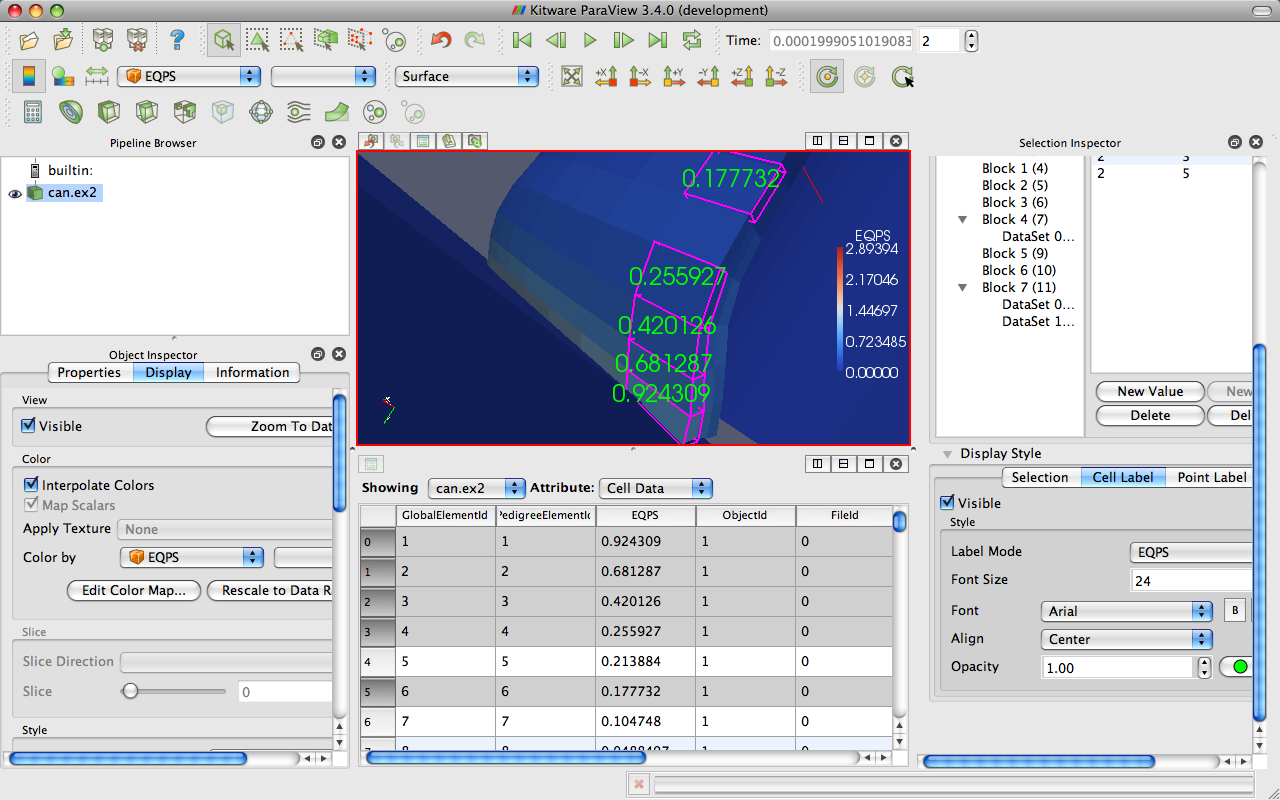 Kitware ParaView 3.4.0 (development)
Time: 0.0001999051019083 2
+X -X +Y -Y +Z -Z
EQPS Surface
Pipeline Browser
builtin:
can.ex2
Object Inspector
Properties Display Information
View
Visible Zoom To Dat
Color
Interpolate Colors
Map Scalars
Apply Texture None
Color by EQPS
Edit Color Map... Rescale to Data R
Slice
Slice Direction
Slice 0
Style
0.177732
0.255927
0.420126
0.681287
0.924309
EQPS
2.89394
2.17046
1.44697
0.723485
0.00000
Showing can.ex2 Attribute: Cell Data
GlobalElementId PedigreeElementId EQPS ObjectId FileId
0 1 1 0.924309 1 0
1 2 2 0.681287 1 0
2 3 3 0.420126 1 0
3 4 4 0.255927 1 0
4 5 5 0.213884 1 0
5 6 6 0.177732 1 0
6 7 7 0.104748 1 0
Selection Inspector
Block 1 (4)
Block 2 (5)
Block 3 (6)
Block 4 (7)
DataSet 0...
Block 5 (9)
Block 6 (10)
Block 7 (11)
DataSet 0...
DataSet 1...
2 5
2 5
New Value New
Delete Del
Display Style
Selection Cell Label Point Label
Visible
Style
Label Mode EQPS
Font Size 24
Font Arial B
Align Center
Opacity 1.00